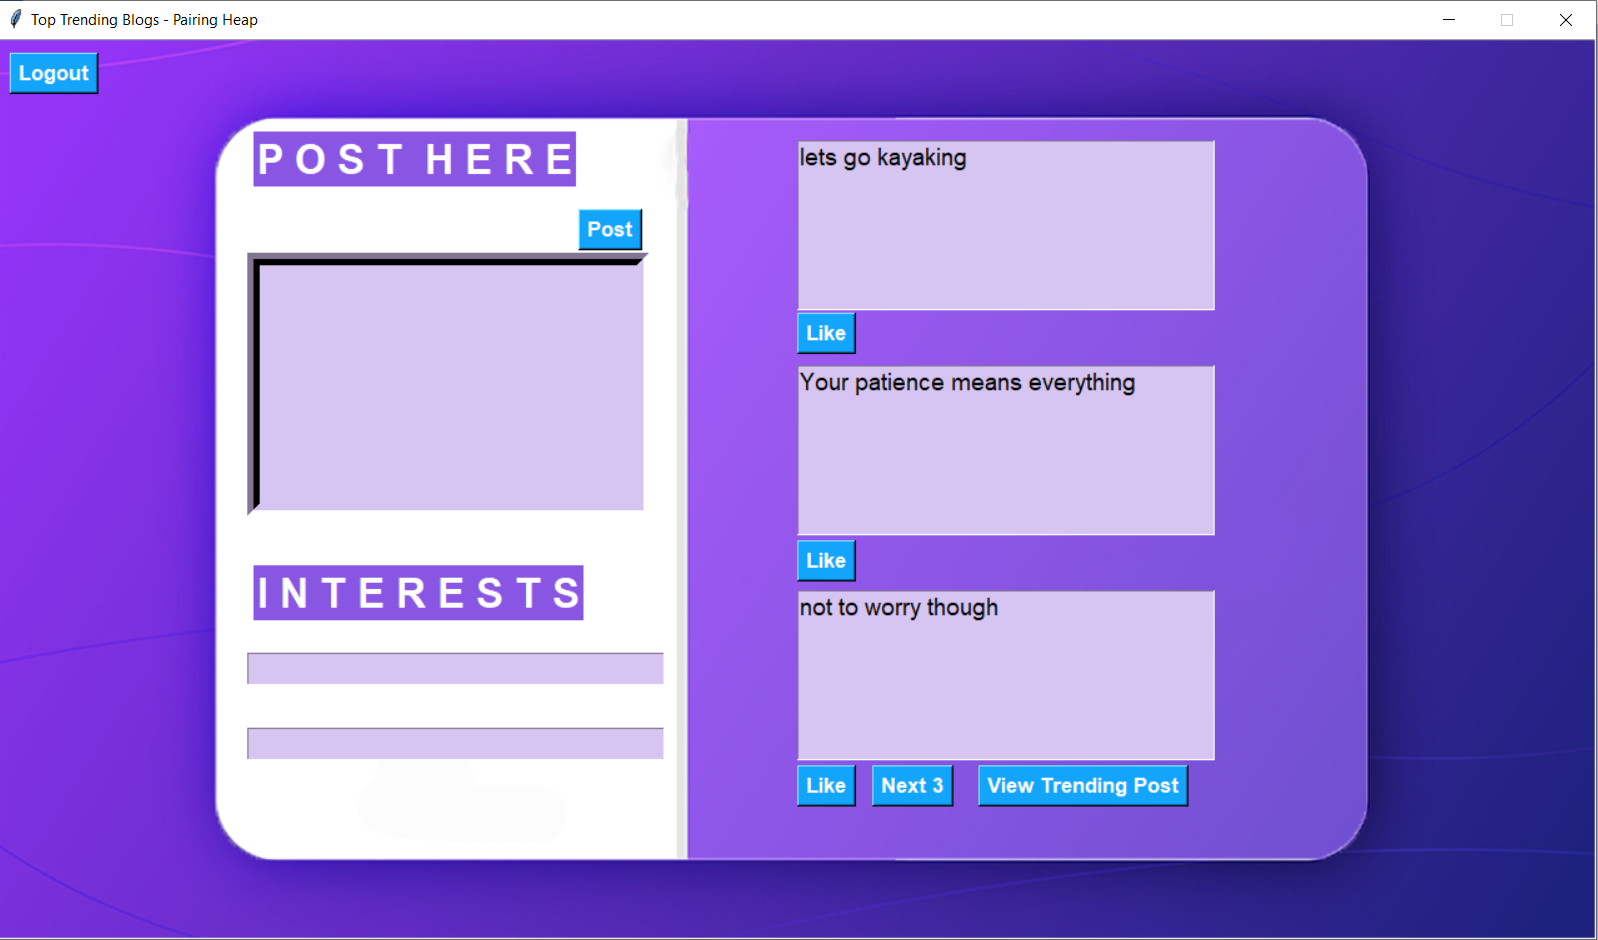 Top Trending Blogs - Pairing Heap
Logout
POST HERE
Post
INTERESTS
lets go kayaking
Like
Your patience means everything
Like
not to worry though
Like Next 3 View Trending Post